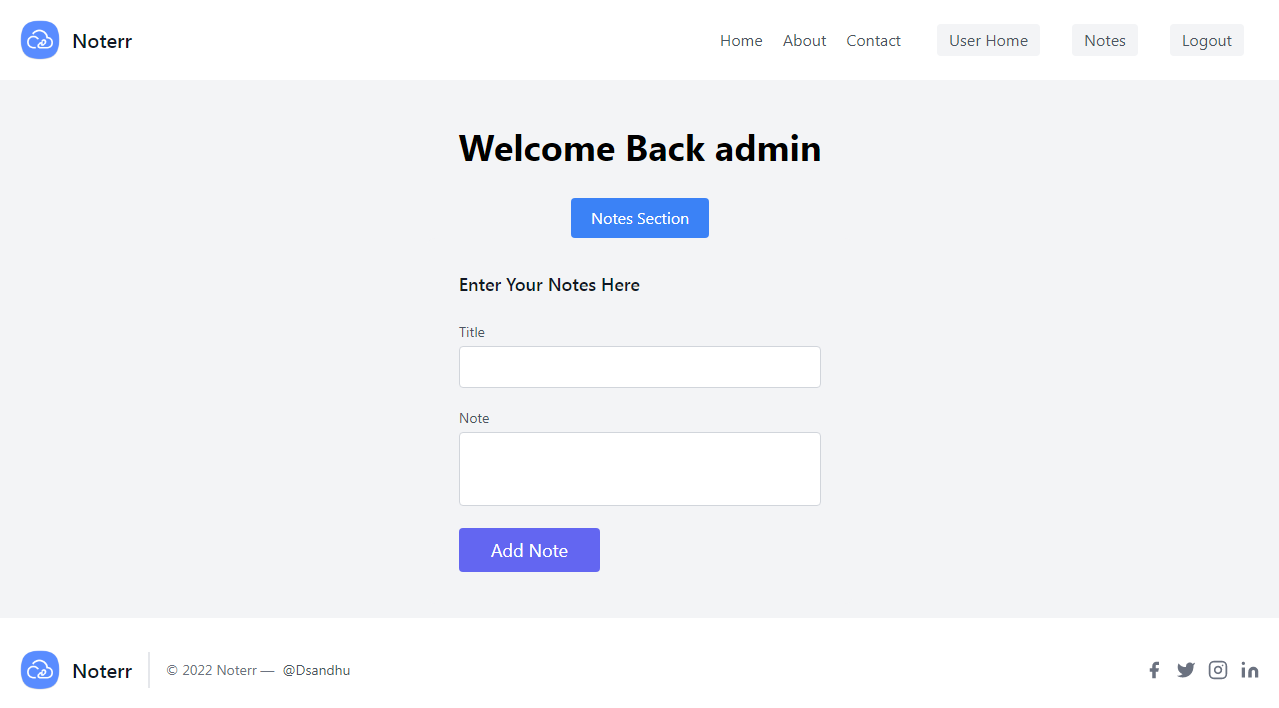 Noterr
Home About Contact User Home Notes Logout
Welcome Back admin
Notes Section
Enter Your Notes Here
Title
Note
Add Note
Noterr
© 2022 Noterr — @Dsandhu